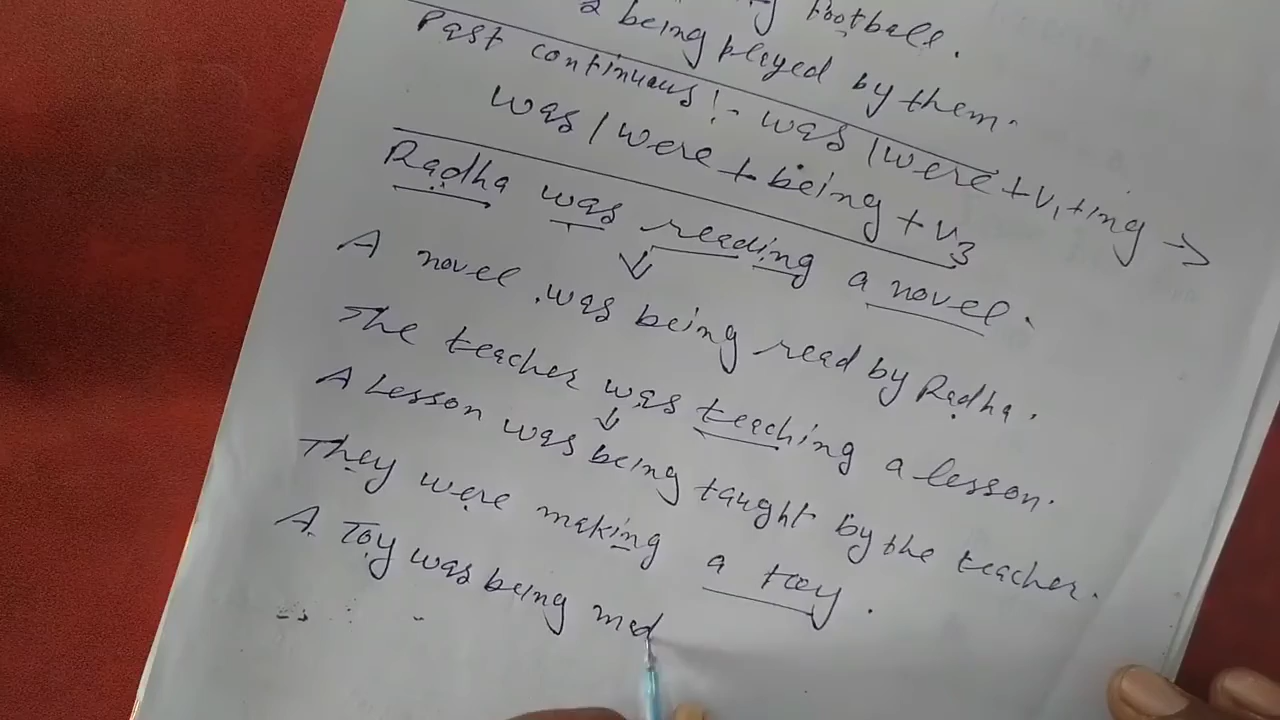 football.
being played by them.
Past continuous :- was / were + v1 + ing →
was / were + being + v3
Radha was reading a novel.
A novel was being read by Radha.
The teacher was teaching a lesson.
A Lesson was being taught by the teacher.
They were making a toy.
A Toy was being mad